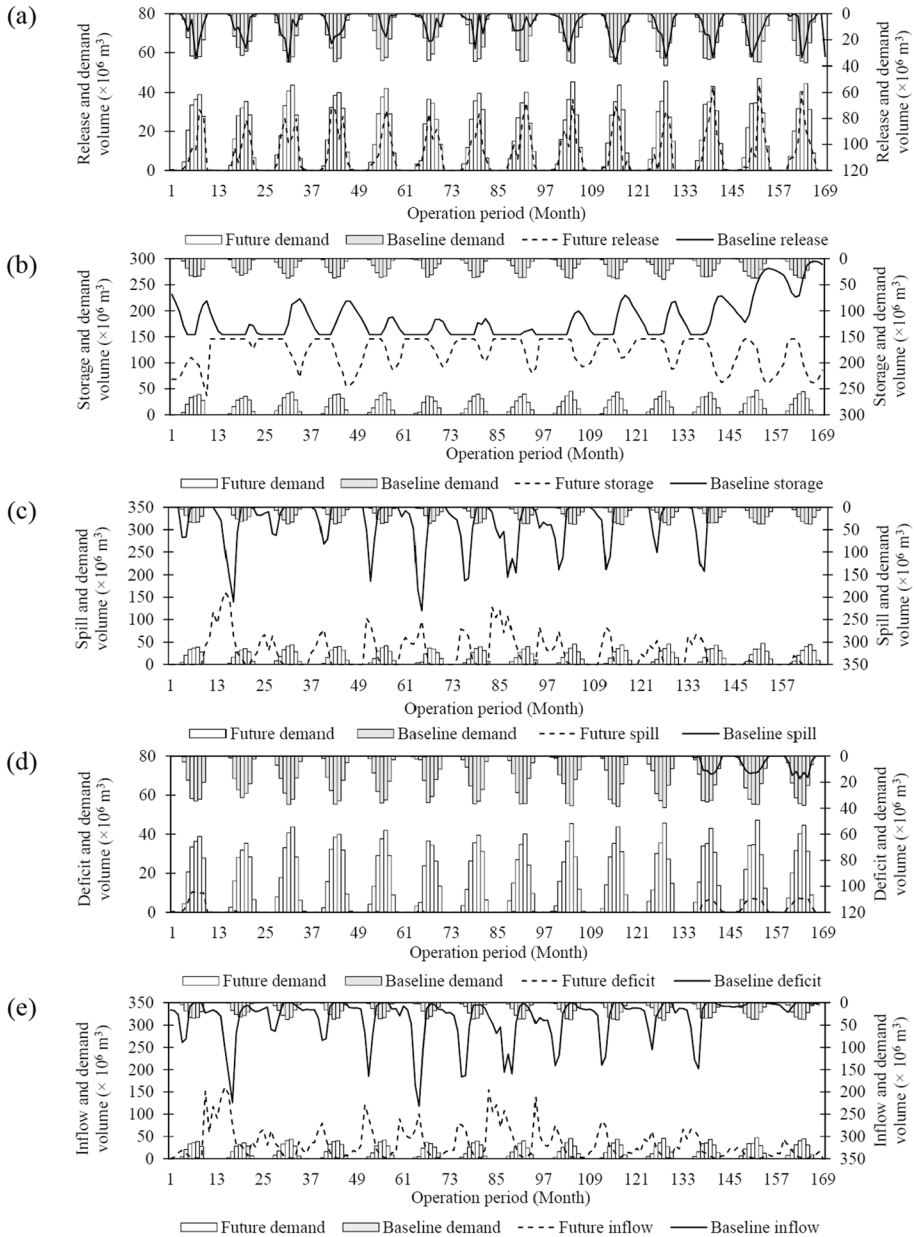 (a)
Release and demand
volume (×10⁶ m³)
80
60
40
20
0
0
20
40
60
80
100
120
Release and demand
volume (×10⁶ m³)
1 13 25 37 49 61 73 85 97 109 121 133 145 157 169
Operation period (Month)
Future demand Baseline demand Future release Baseline release
(b)
Storage and demand
volume (×10⁶ m³)
300
250
200
150
100
50
0
0
50
100
150
200
250
300
Storage and demand
volume (×10⁶ m³)
1 13 25 37 49 61 73 85 97 109 121 133 145 157 169
Operation period (Month)
Future demand Baseline demand Future storage Baseline storage
(c)
Spill and demand
volume (×10⁶ m³)
350
300
250
200
150
100
50
0
0
50
100
150
200
250
300
350
Spill and demand
volume (×10⁶ m³)
1 13 25 37 49 61 73 85 97 109 121 133 145 157
Operation period (Month)
Future demand Baseline demand Future spill Baseline spill
(d)
Deficit and demand
volume (×10⁶ m³)
80
60
40
20
0
0
20
40
60
80
100
120
Deficit and demand
volume (×10⁶ m³)
1 13 25 37 49 61 73 85 97 109 121 133 145 157 169
Operation period (Month)
Future demand Baseline demand Future deficit Baseline deficit
(e)
Inflow and demand
volume (× 10⁶ m³)
350
300
250
200
150
100
50
0
0
50
100
150
200
250
300
350
Inflow and demand
volume (× 10⁶ m³)
1 13 25 37 49 61 73 85 97 109 121 133 145 157 169
Operation period (Month)
Future demand Baseline demand Future inflow Baseline inflow